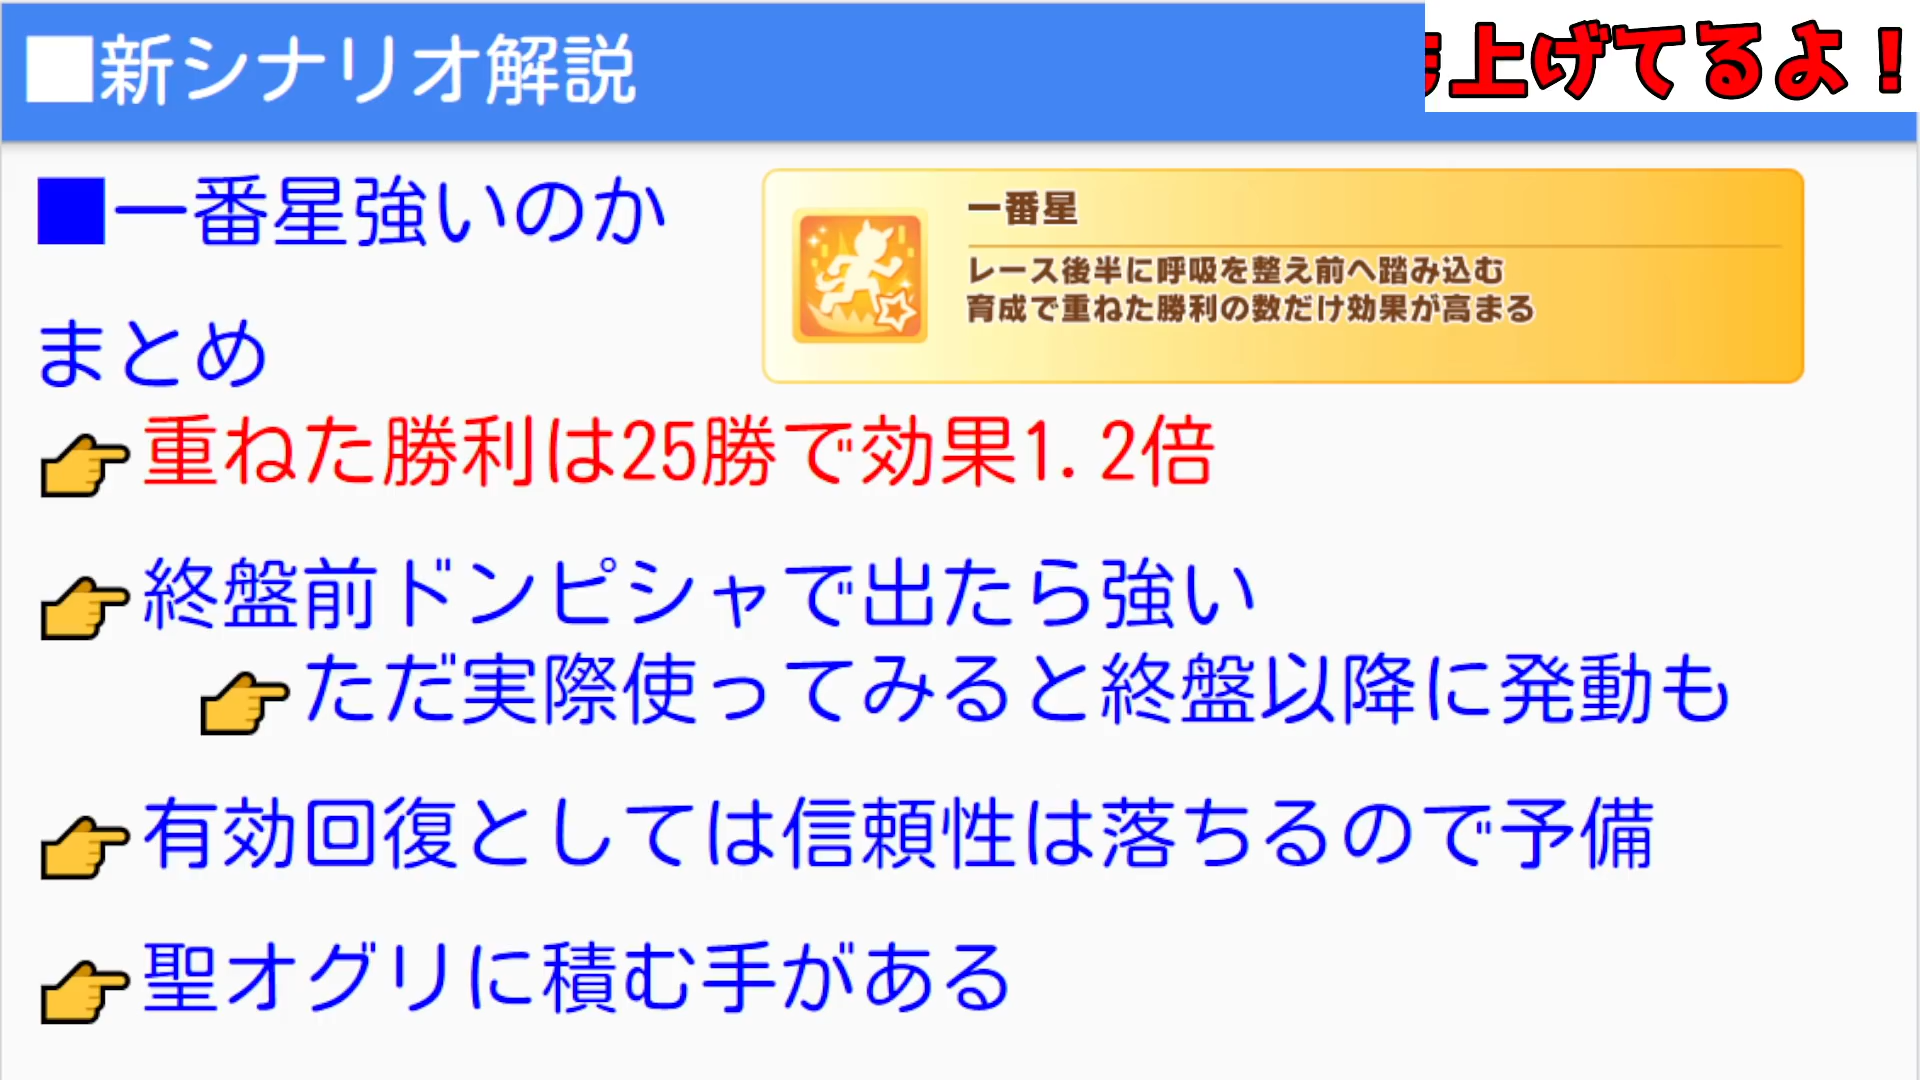 ■新シナリオ解説
上げてるよ！
■一番星強いのか
一番星
レース後半に呼吸を整え前へ踏み込む
育成で重ねた勝利の数だけ効果が高まる
まとめ
👉重ねた勝利は25勝で効果1.2倍
👉終盤前ドンピシャで出たら強い
👉ただ実際使ってみると終盤以降に発動も
👉有効回復としては信頼性は落ちるので予備
👉聖オグリに積む手がある